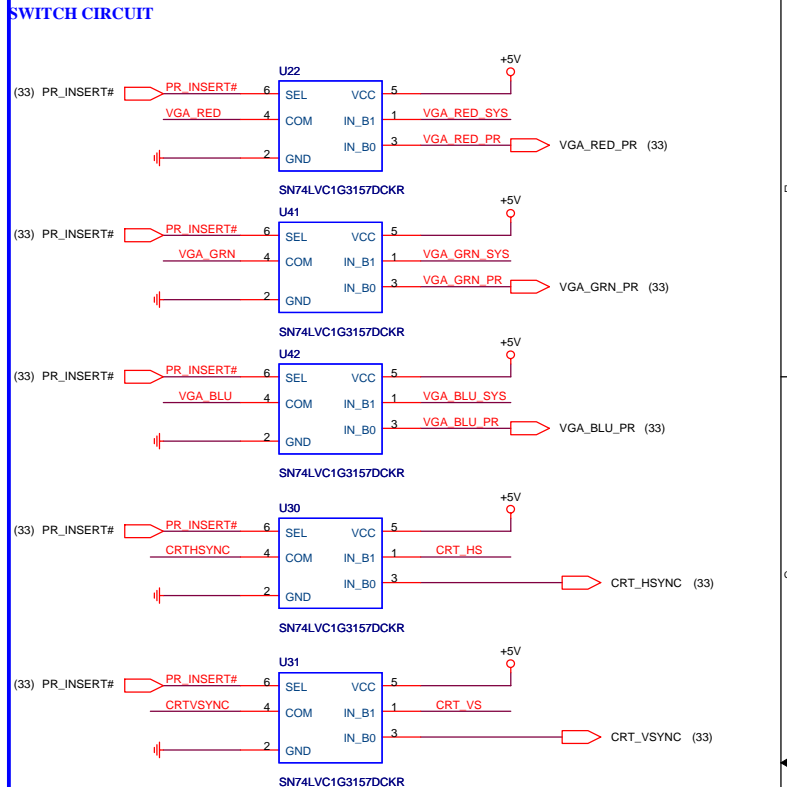 SWITCH CIRCUIT
+5V
U22
(33) PR_INSERT# PR_INSERT# 6 SEL VCC 5
VGA_RED 4 COM IN_B1 1 VGA_RED_SYS
IN_B0 3 VGA_RED_PR VGA_RED_PR (33)
2 GND
SN74LVC1G3157DCKR
+5V
U41
(33) PR_INSERT# PR_INSERT# 6 SEL VCC 5
VGA_GRN 4 COM IN_B1 1 VGA_GRN_SYS
IN_B0 3 VGA_GRN_PR VGA_GRN_PR (33)
2 GND
SN74LVC1G3157DCKR
+5V
U42
(33) PR_INSERT# PR_INSERT# 6 SEL VCC 5
VGA_BLU 4 COM IN_B1 1 VGA_BLU_SYS
IN_B0 3 VGA_BLU_PR VGA_BLU_PR (33)
2 GND
SN74LVC1G3157DCKR
+5V
U30
(33) PR_INSERT# PR_INSERT# 6 SEL VCC 5
CRTHSYNC 4 COM IN_B1 1 CRT_HS
IN_B0 3 CRT_HSYNC (33)
2 GND
SN74LVC1G3157DCKR
+5V
U31
(33) PR_INSERT# PR_INSERT# 6 SEL VCC 5
CRTVSYNC 4 COM IN_B1 1 CRT_VS
IN_B0 3 CRT_VSYNC (33)
2 GND
SN74LVC1G3157DCKR